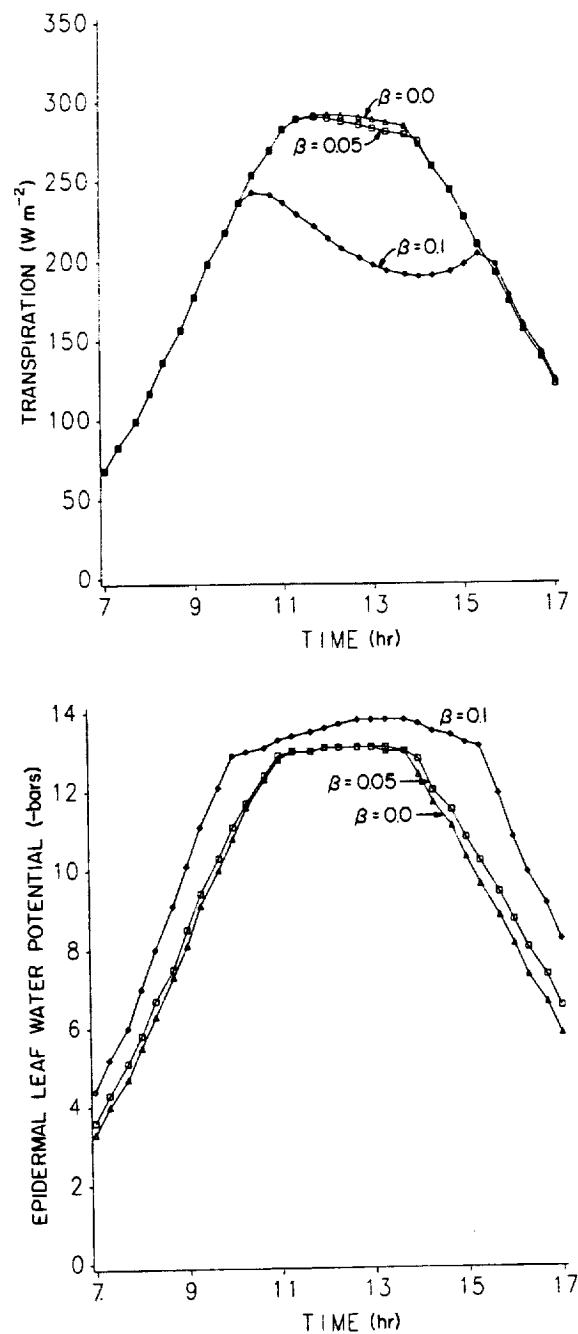 350
300
250
200
150
100
50
0
TRANSPIRATION (W m⁻²)
β=0.0
β=0.05
β=0.1
7 9 11 13 15 17
TIME (hr)
14
12
10
8
6
4
2
0
EPIDERMAL LEAF WATER POTENTIAL (-bars)
β=0.1
β=0.05
β=0.0
7 9 11 13 15 17
TIME (hr)